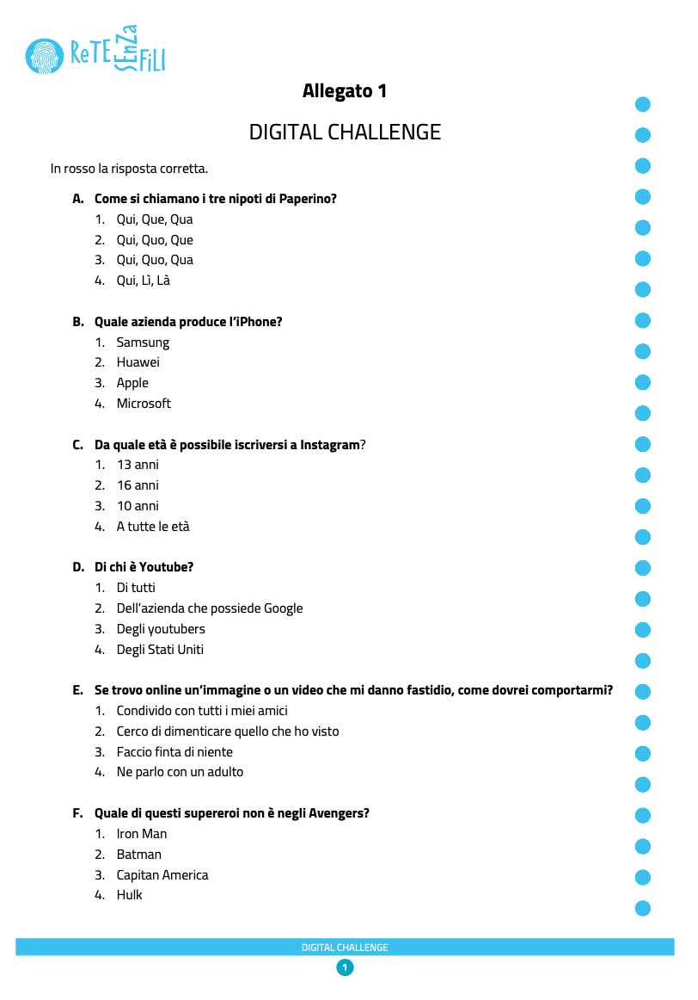 ReTE SEnZa FiLI
Allegato 1
DIGITAL CHALLENGE
In rosso la risposta corretta.
A. Come si chiamano i tre nipoti di Paperino?
1. Qui, Que, Qua
2. Qui, Quo, Que
3. Qui, Quo, Qua
4. Qui, Lì, Là
B. Quale azienda produce l’iPhone?
1. Samsung
2. Huawei
3. Apple
4. Microsoft
C. Da quale età è possibile iscriversi a Instagram?
1. 13 anni
2. 16 anni
3. 10 anni
4. A tutte le età
D. Di chi è Youtube?
1. Di tutti
2. Dell’azienda che possiede Google
3. Degli youtubers
4. Degli Stati Uniti
E. Se trovo online un’immagine o un video che mi danno fastidio, come dovrei comportarmi?
1. Condivido con tutti i miei amici
2. Cerco di dimenticare quello che ho visto
3. Faccio finta di niente
4. Ne parlo con un adulto
F. Quale di questi supereroi non è negli Avengers?
1. Iron Man
2. Batman
3. Capitan America
4. Hulk
DIGITAL CHALLENGE
1